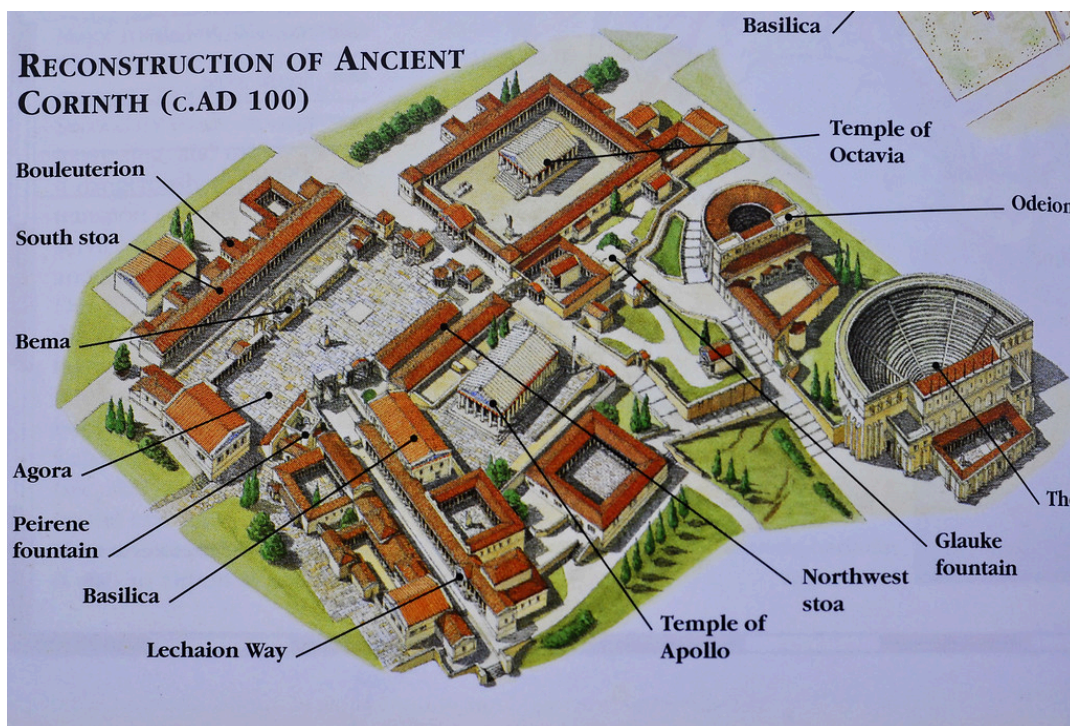 Basilica
RECONSTRUCTION OF ANCIENT
CORINTH (C.AD 100)
Temple of
Octavia
Bouleuterion
Odeion
South stoa
Bema
Agora
Peirene
fountain
Basilica
Lechaion Way
Temple of
Apollo
Northwest
stoa
Glauke
fountain